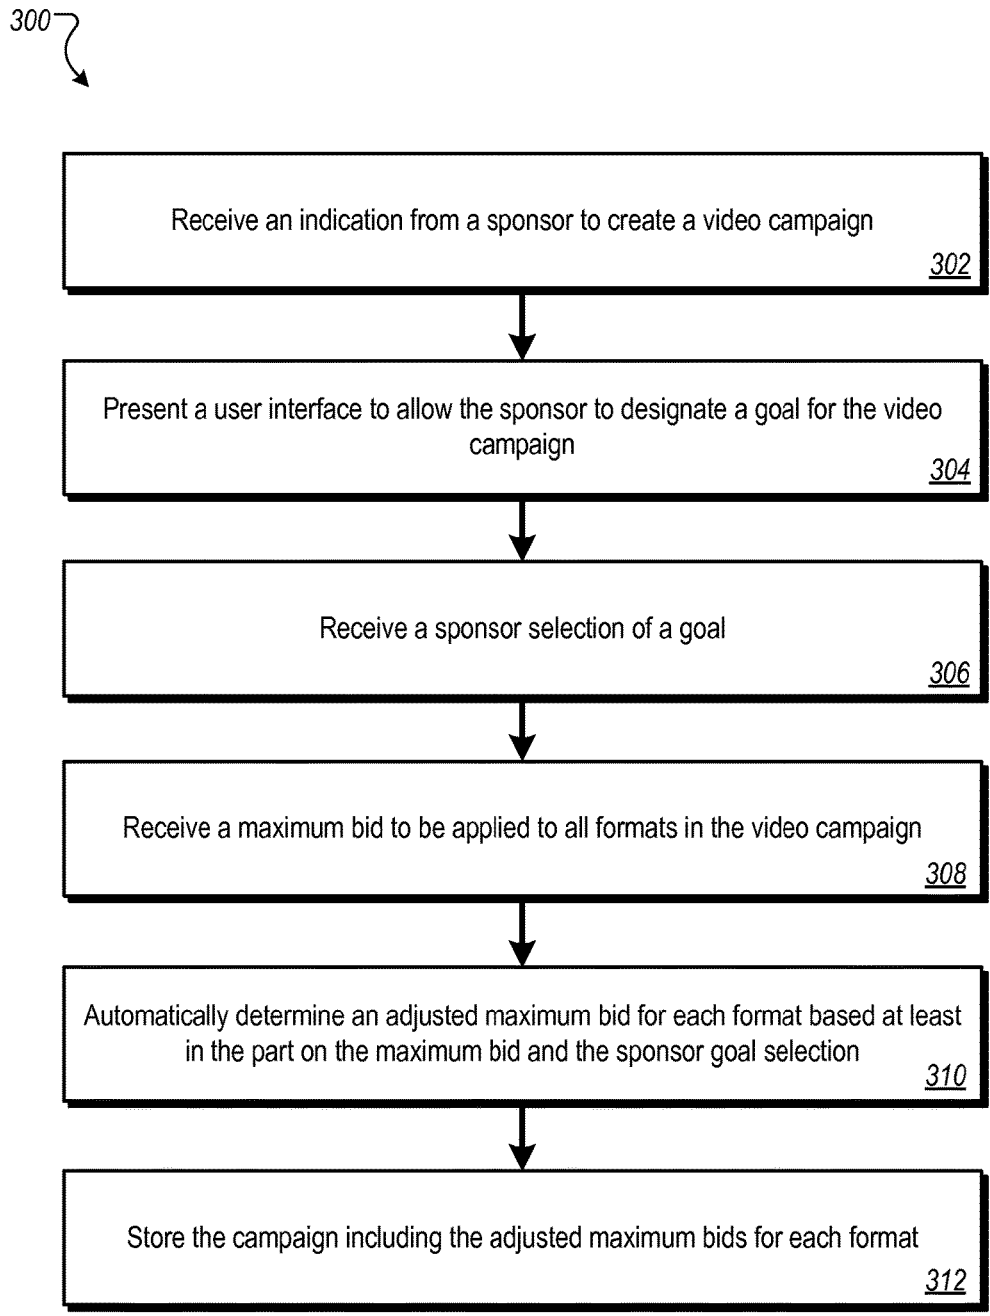 300
Receive an indication from a sponsor to create a video campaign
302
Present a user interface to allow the sponsor to designate a goal for the video
campaign
304
Receive a sponsor selection of a goal
306
Receive a maximum bid to be applied to all formats in the video campaign
308
Automatically determine an adjusted maximum bid for each format based at least
in the part on the maximum bid and the sponsor goal selection
310
Store the campaign including the adjusted maximum bids for each format
312